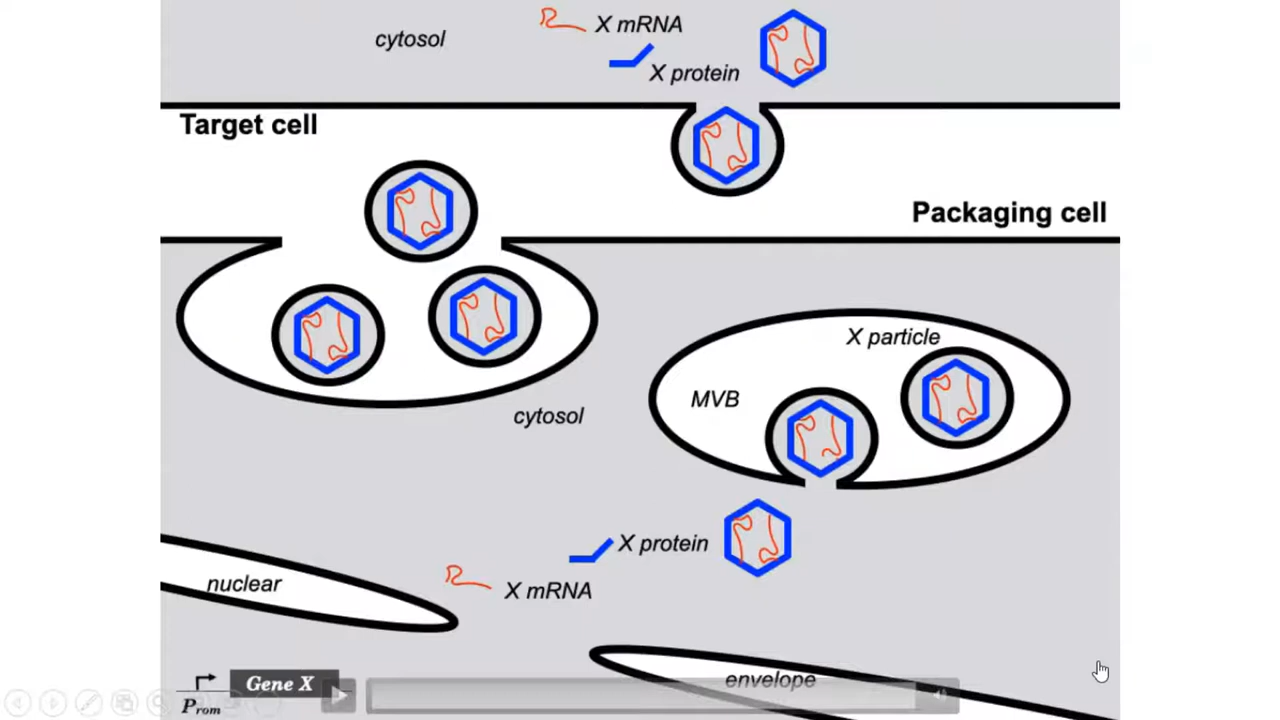 cytosol
X mRNA
X protein
Target cell
Packaging cell
X particle
MVB
cytosol
X protein
nuclear
X mRNA
envelope
Gene X
Prom